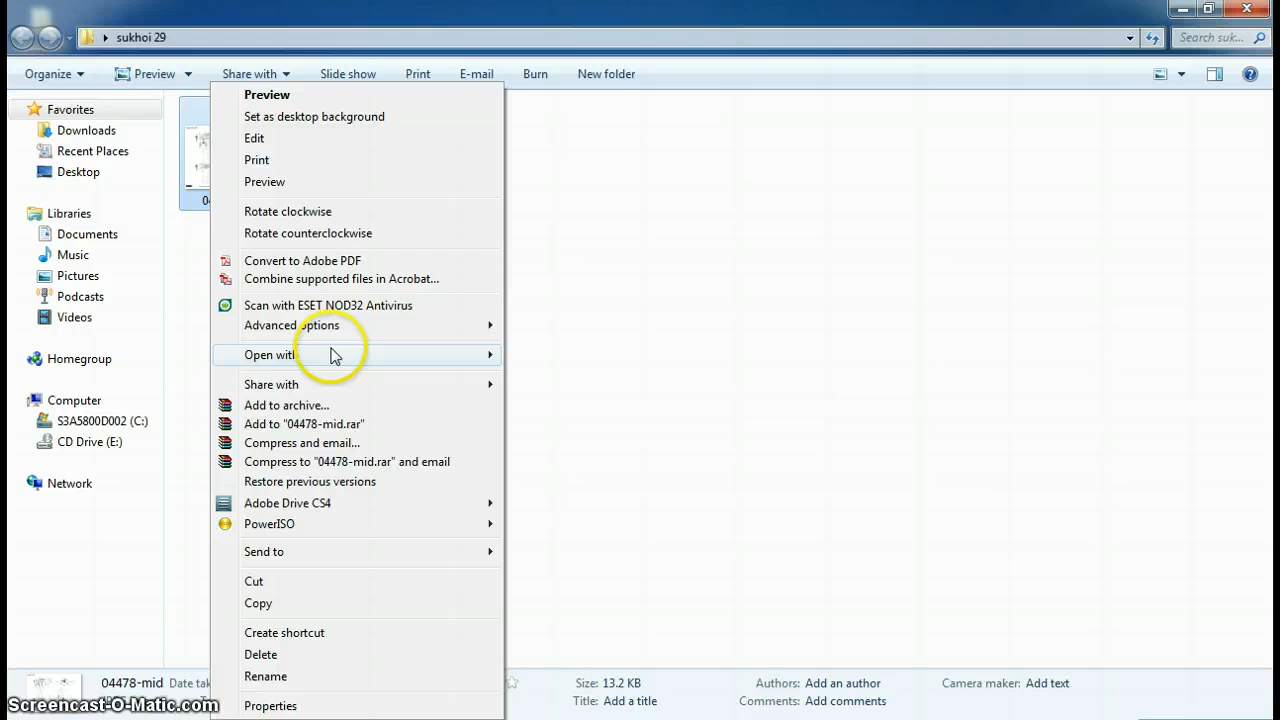 sukhoi 29
Search suk...
Organize Preview Share with Slide show Print E-mail Burn New folder
Favorites
Downloads
Recent Places
Desktop
Libraries
Documents
Music
Pictures
Podcasts
Videos
Homegroup
Computer
S3A5800D002 (C:)
CD Drive (E:)
Network
Preview
Set as desktop background
Edit
Print
Preview
Rotate clockwise
Rotate counterclockwise
Convert to Adobe PDF
Combine supported files in Acrobat...
Scan with ESET NOD32 Antivirus
Advanced options
Open with
Share with
Add to archive...
Add to "04478-mid.rar"
Compress and email...
Compress to "04478-mid.rar" and email
Restore previous versions
Adobe Drive CS4
PowerISO
Send to
Cut
Copy
Create shortcut
Delete
Rename
Properties
04478-mid Date tak Size: 13.2 KB Authors: Add an author Camera maker: Add text
Title: Add a title Comments: Add comments
Screencast-O-Matic.com